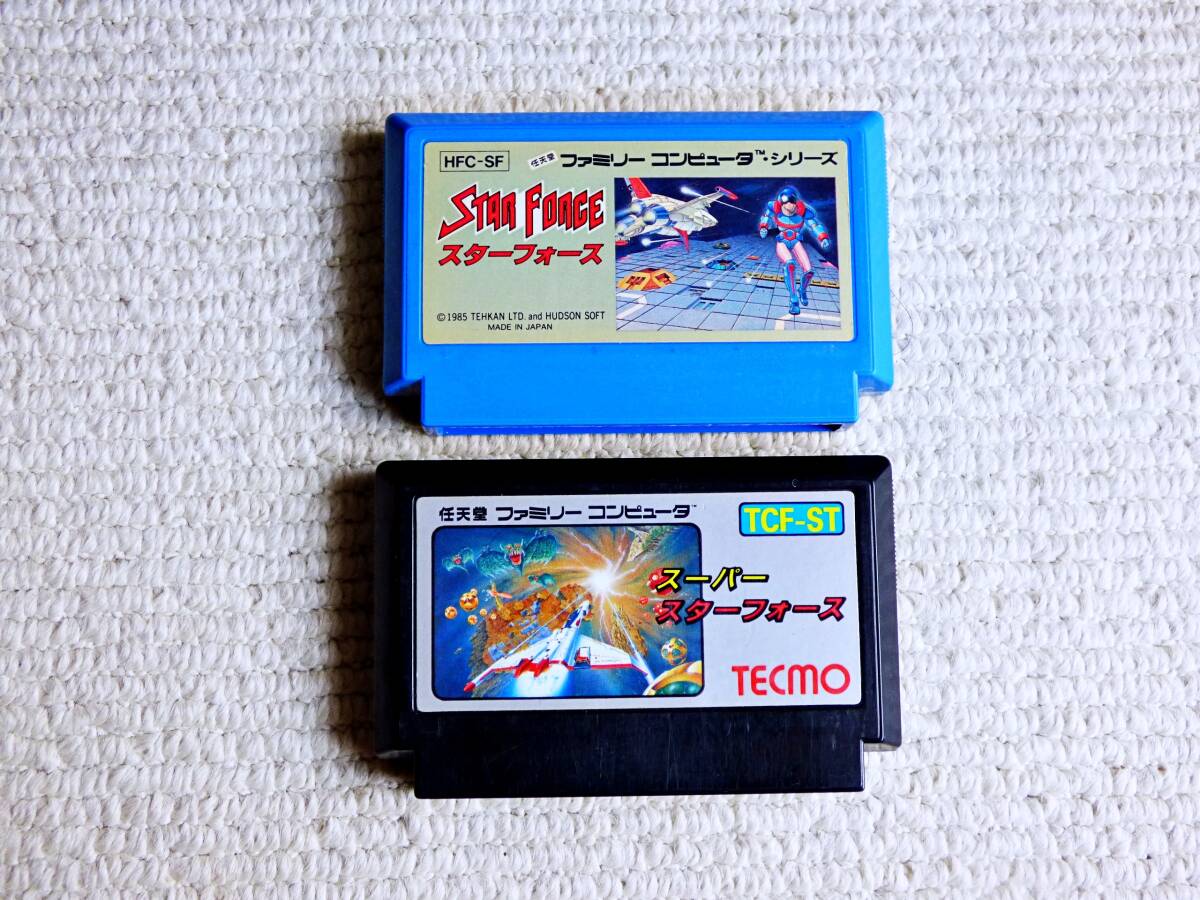 HFC-SF
任天堂 ファミリー コンピュータ™・シリーズ
STAR FORCE
スターフォース
©1985 TEHKAN LTD. and HUDSON SOFT
MADE IN JAPAN
任天堂 ファミリー コンピュータ™
TCF-ST
スーパー
スターフォース
TECMO